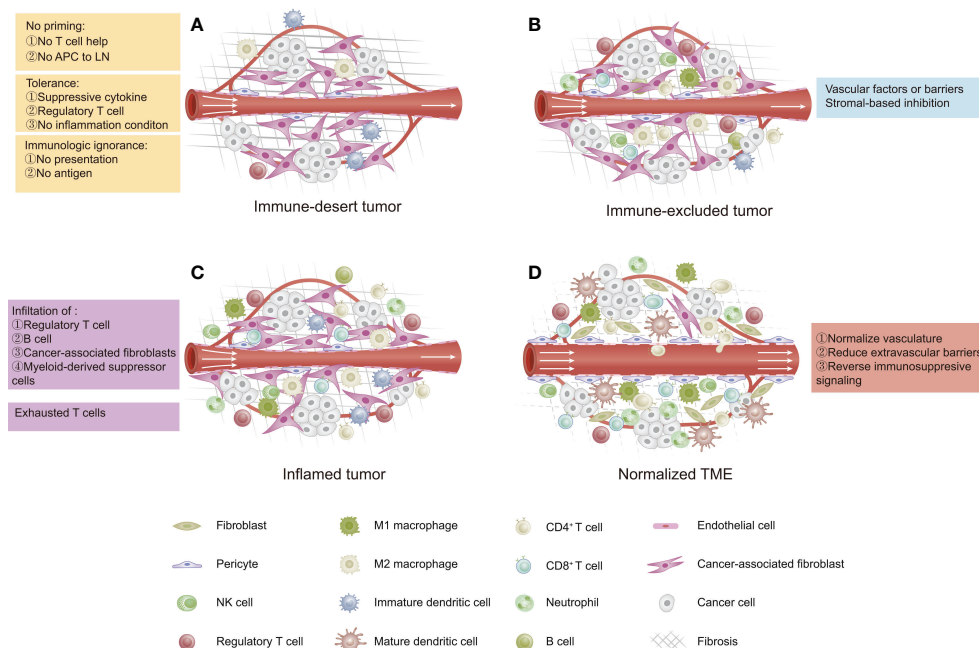 No priming:
①No T cell help
②No APC to LN
Tolerance:
①Suppressive cytokine
②Regulatory T cell
③No inflammation conditon
Immunologic ignorance:
①No presentation
②No antigen
A
Immune-desert tumor
B
Immune-excluded tumor
Vascular factors or barriers
Stromal-based inhibition
Infiltation of :
①Regulatory T cell
②B cell
③Cancer-associated fibroblasts
④Myeloid-derived suppressor
cells
Exhausted T cells
C
Inflamed tumor
D
Normalized TME
①Normalize vasculature
②Reduce extravascular barriers
③Reverse immunosuppresive
signaling
Fibroblast
M1 macrophage
CD4⁺ T cell
Endothelial cell
Pericyte
M2 macrophage
CD8⁺ T cell
Cancer-associated fibroblast
NK cell
Immature dendritic cell
Neutrophil
Cancer cell
Regulatory T cell
Mature dendritic cell
B cell
Fibrosis